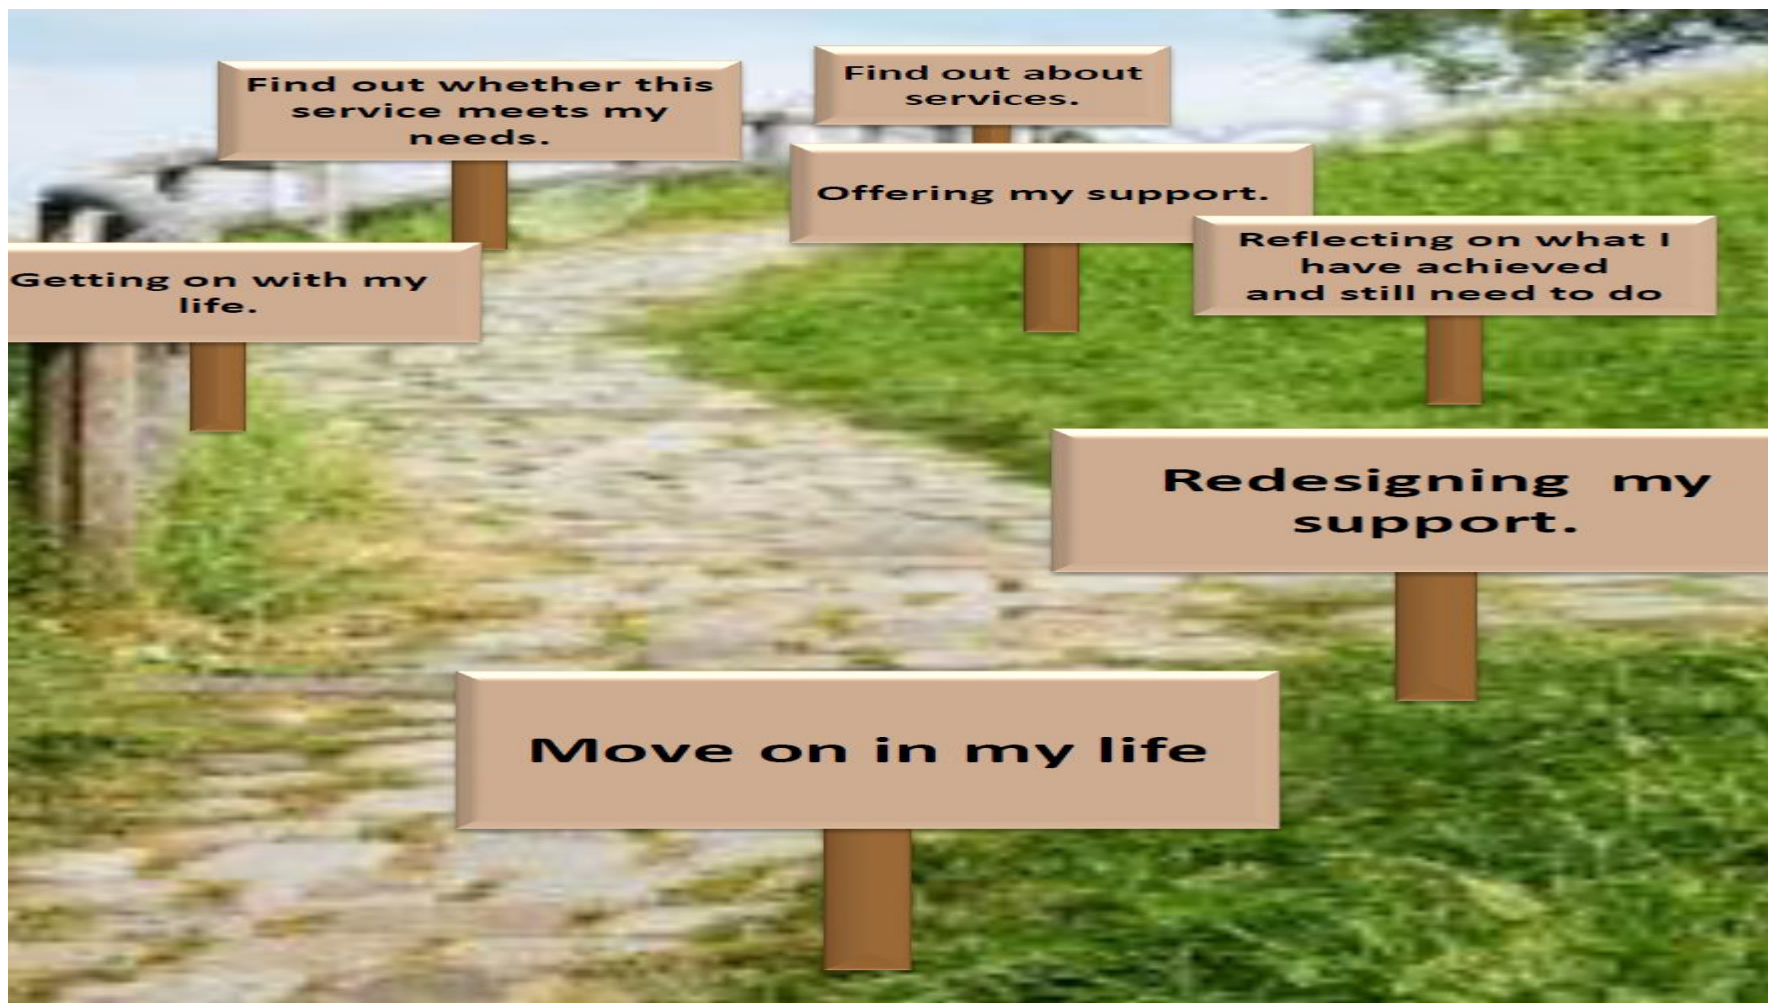 Find out about
services.
Find out whether this
service meets my
needs.
Offering my support.
Getting on with my
life.
Reflecting on what I
have achieved
and still need to do
Redesigning  my
support.
Move on in my life